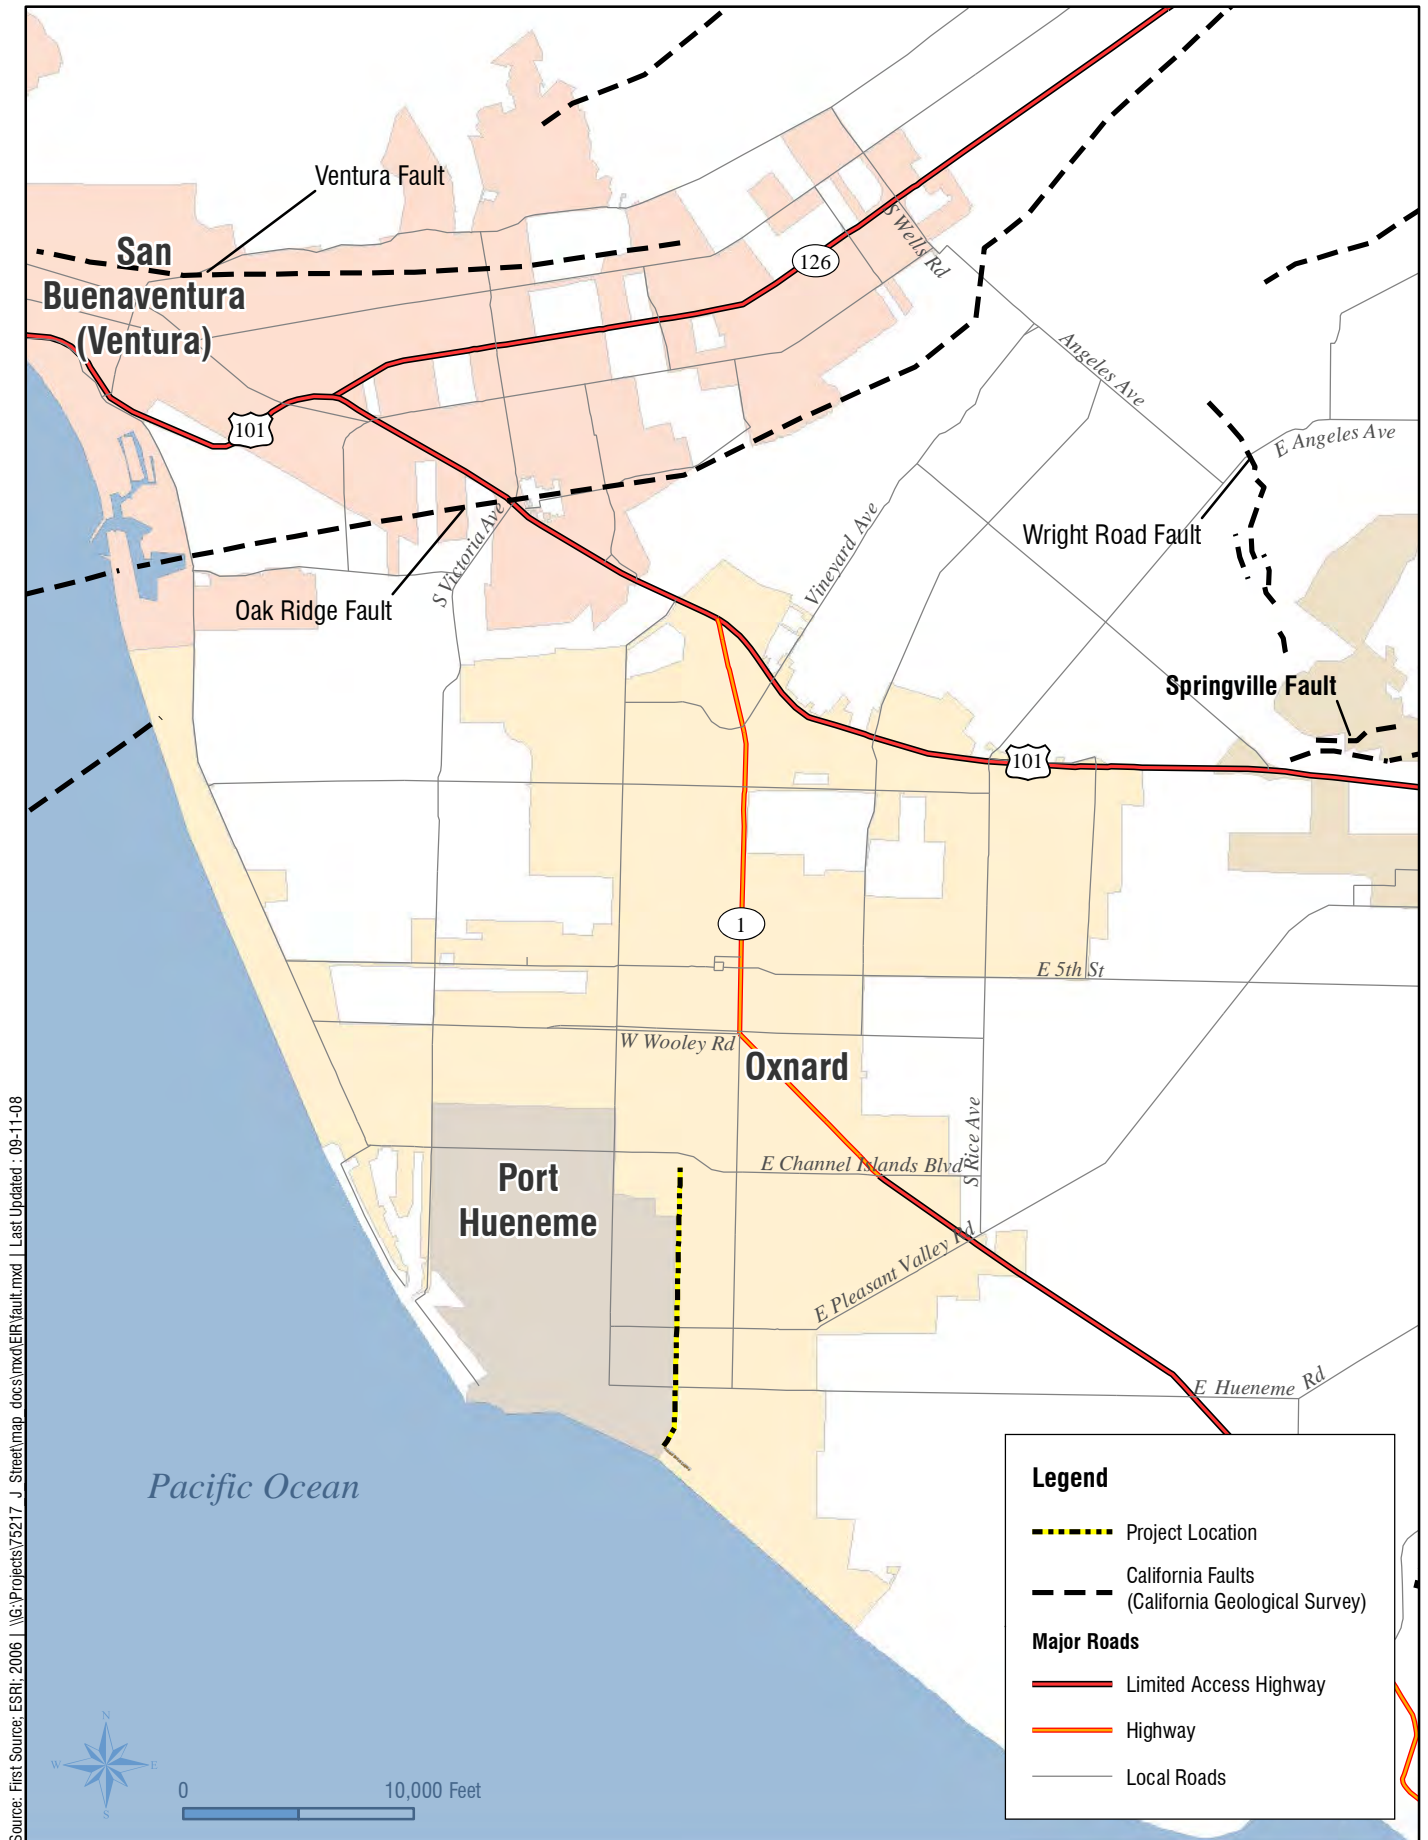 Ventura Fault
San
Buenaventura
(Ventura)
126
S Wells Rd
101
Angeles Ave
E Angeles Ave
Wright Road Fault
S Victoria Ave
Vineyard Ave
Oak Ridge Fault
Springville Fault
101
1
E 5th St
W Wooley Rd
Oxnard
S Rice Ave
E Channel Islands Blvd
Port
Hueneme
E Pleasant Valley Rd
E Hueneme Rd
Pacific Ocean
Legend
Project Location
California Faults
(California Geological Survey)
Major Roads
Limited Access Highway
Highway
Local Roads
N
W
E
S
0
10,000 Feet
Source: First Source; ESRI; 2006 | \\G:\Projects\75217_J_Street\map_docs\mxd\EIR\fault.mxd | Last Updated : 09-11-08